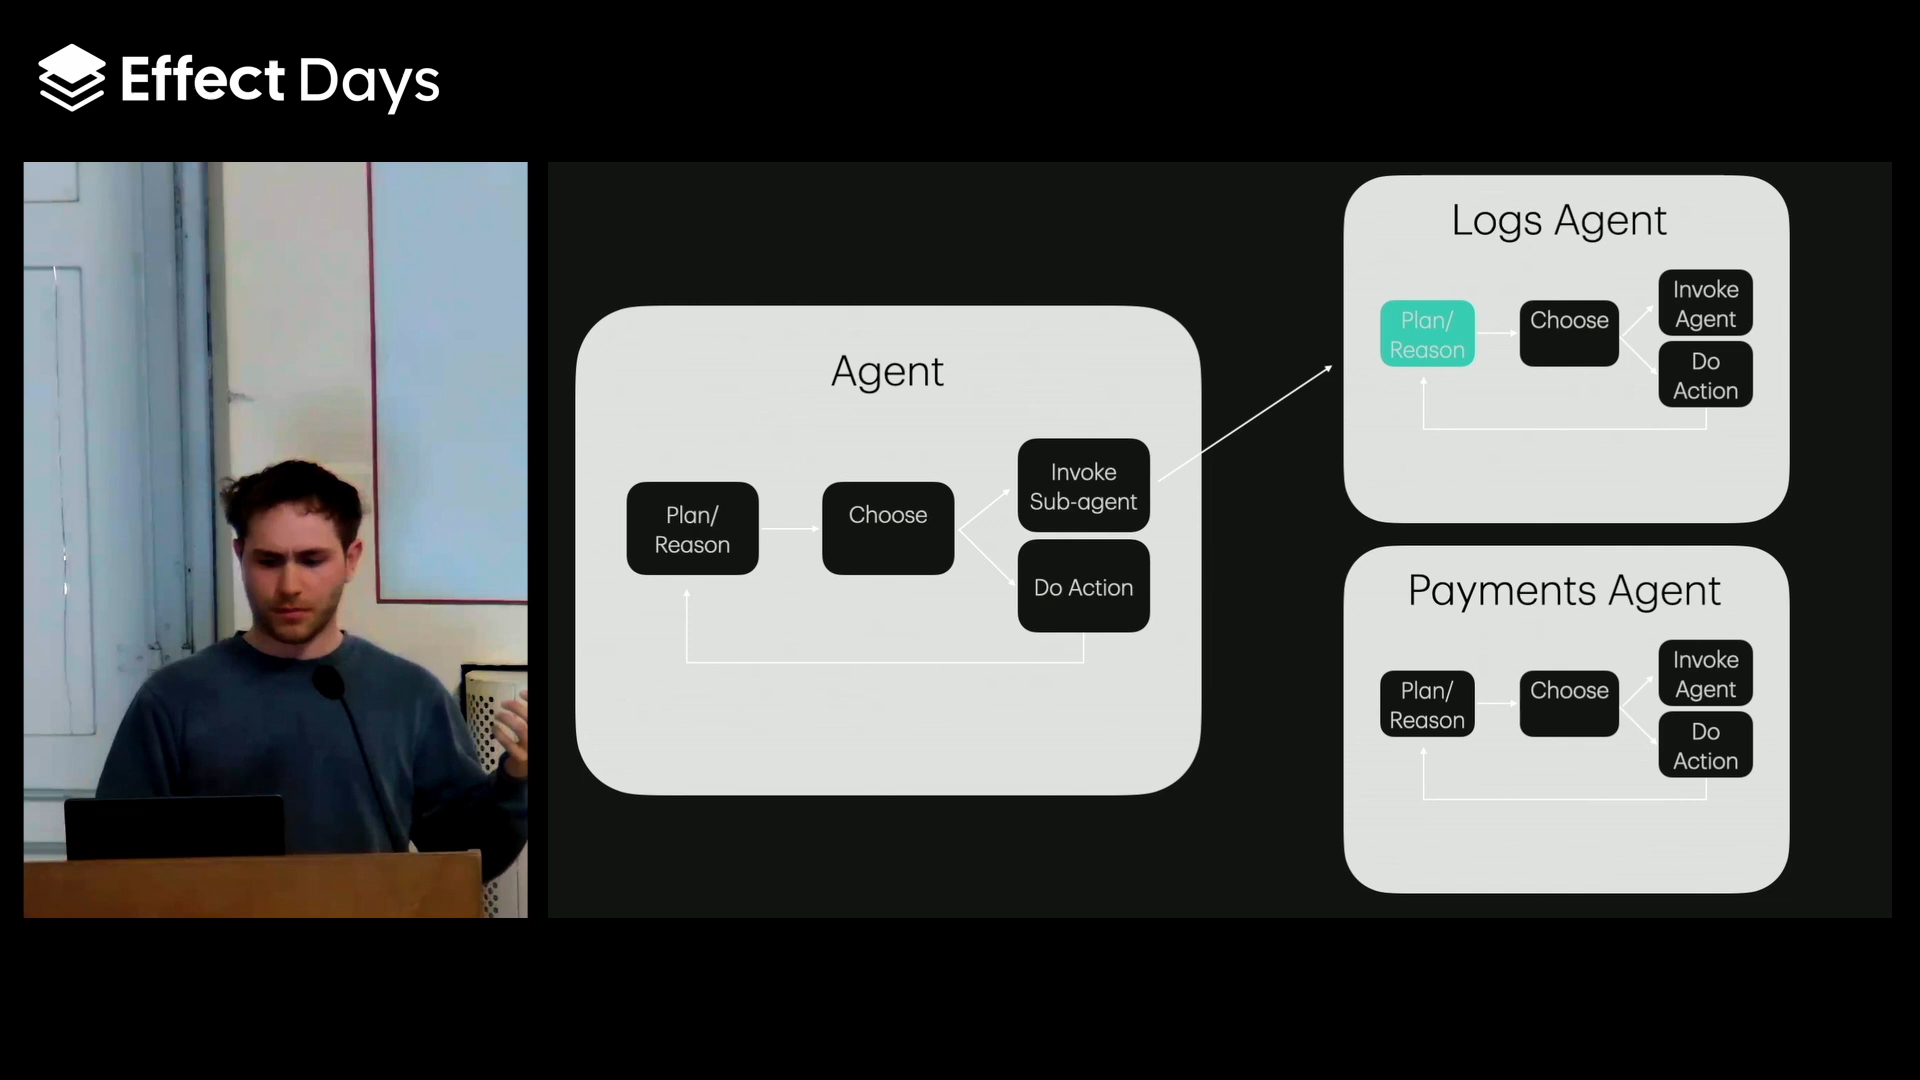 Effect Days
Agent
Plan/
Reason
Choose
Invoke
Sub-agent
Do Action
Logs Agent
Plan/
Reason
Choose
Invoke
Agent
Do
Action
Payments Agent
Plan/
Reason
Choose
Invoke
Agent
Do
Action